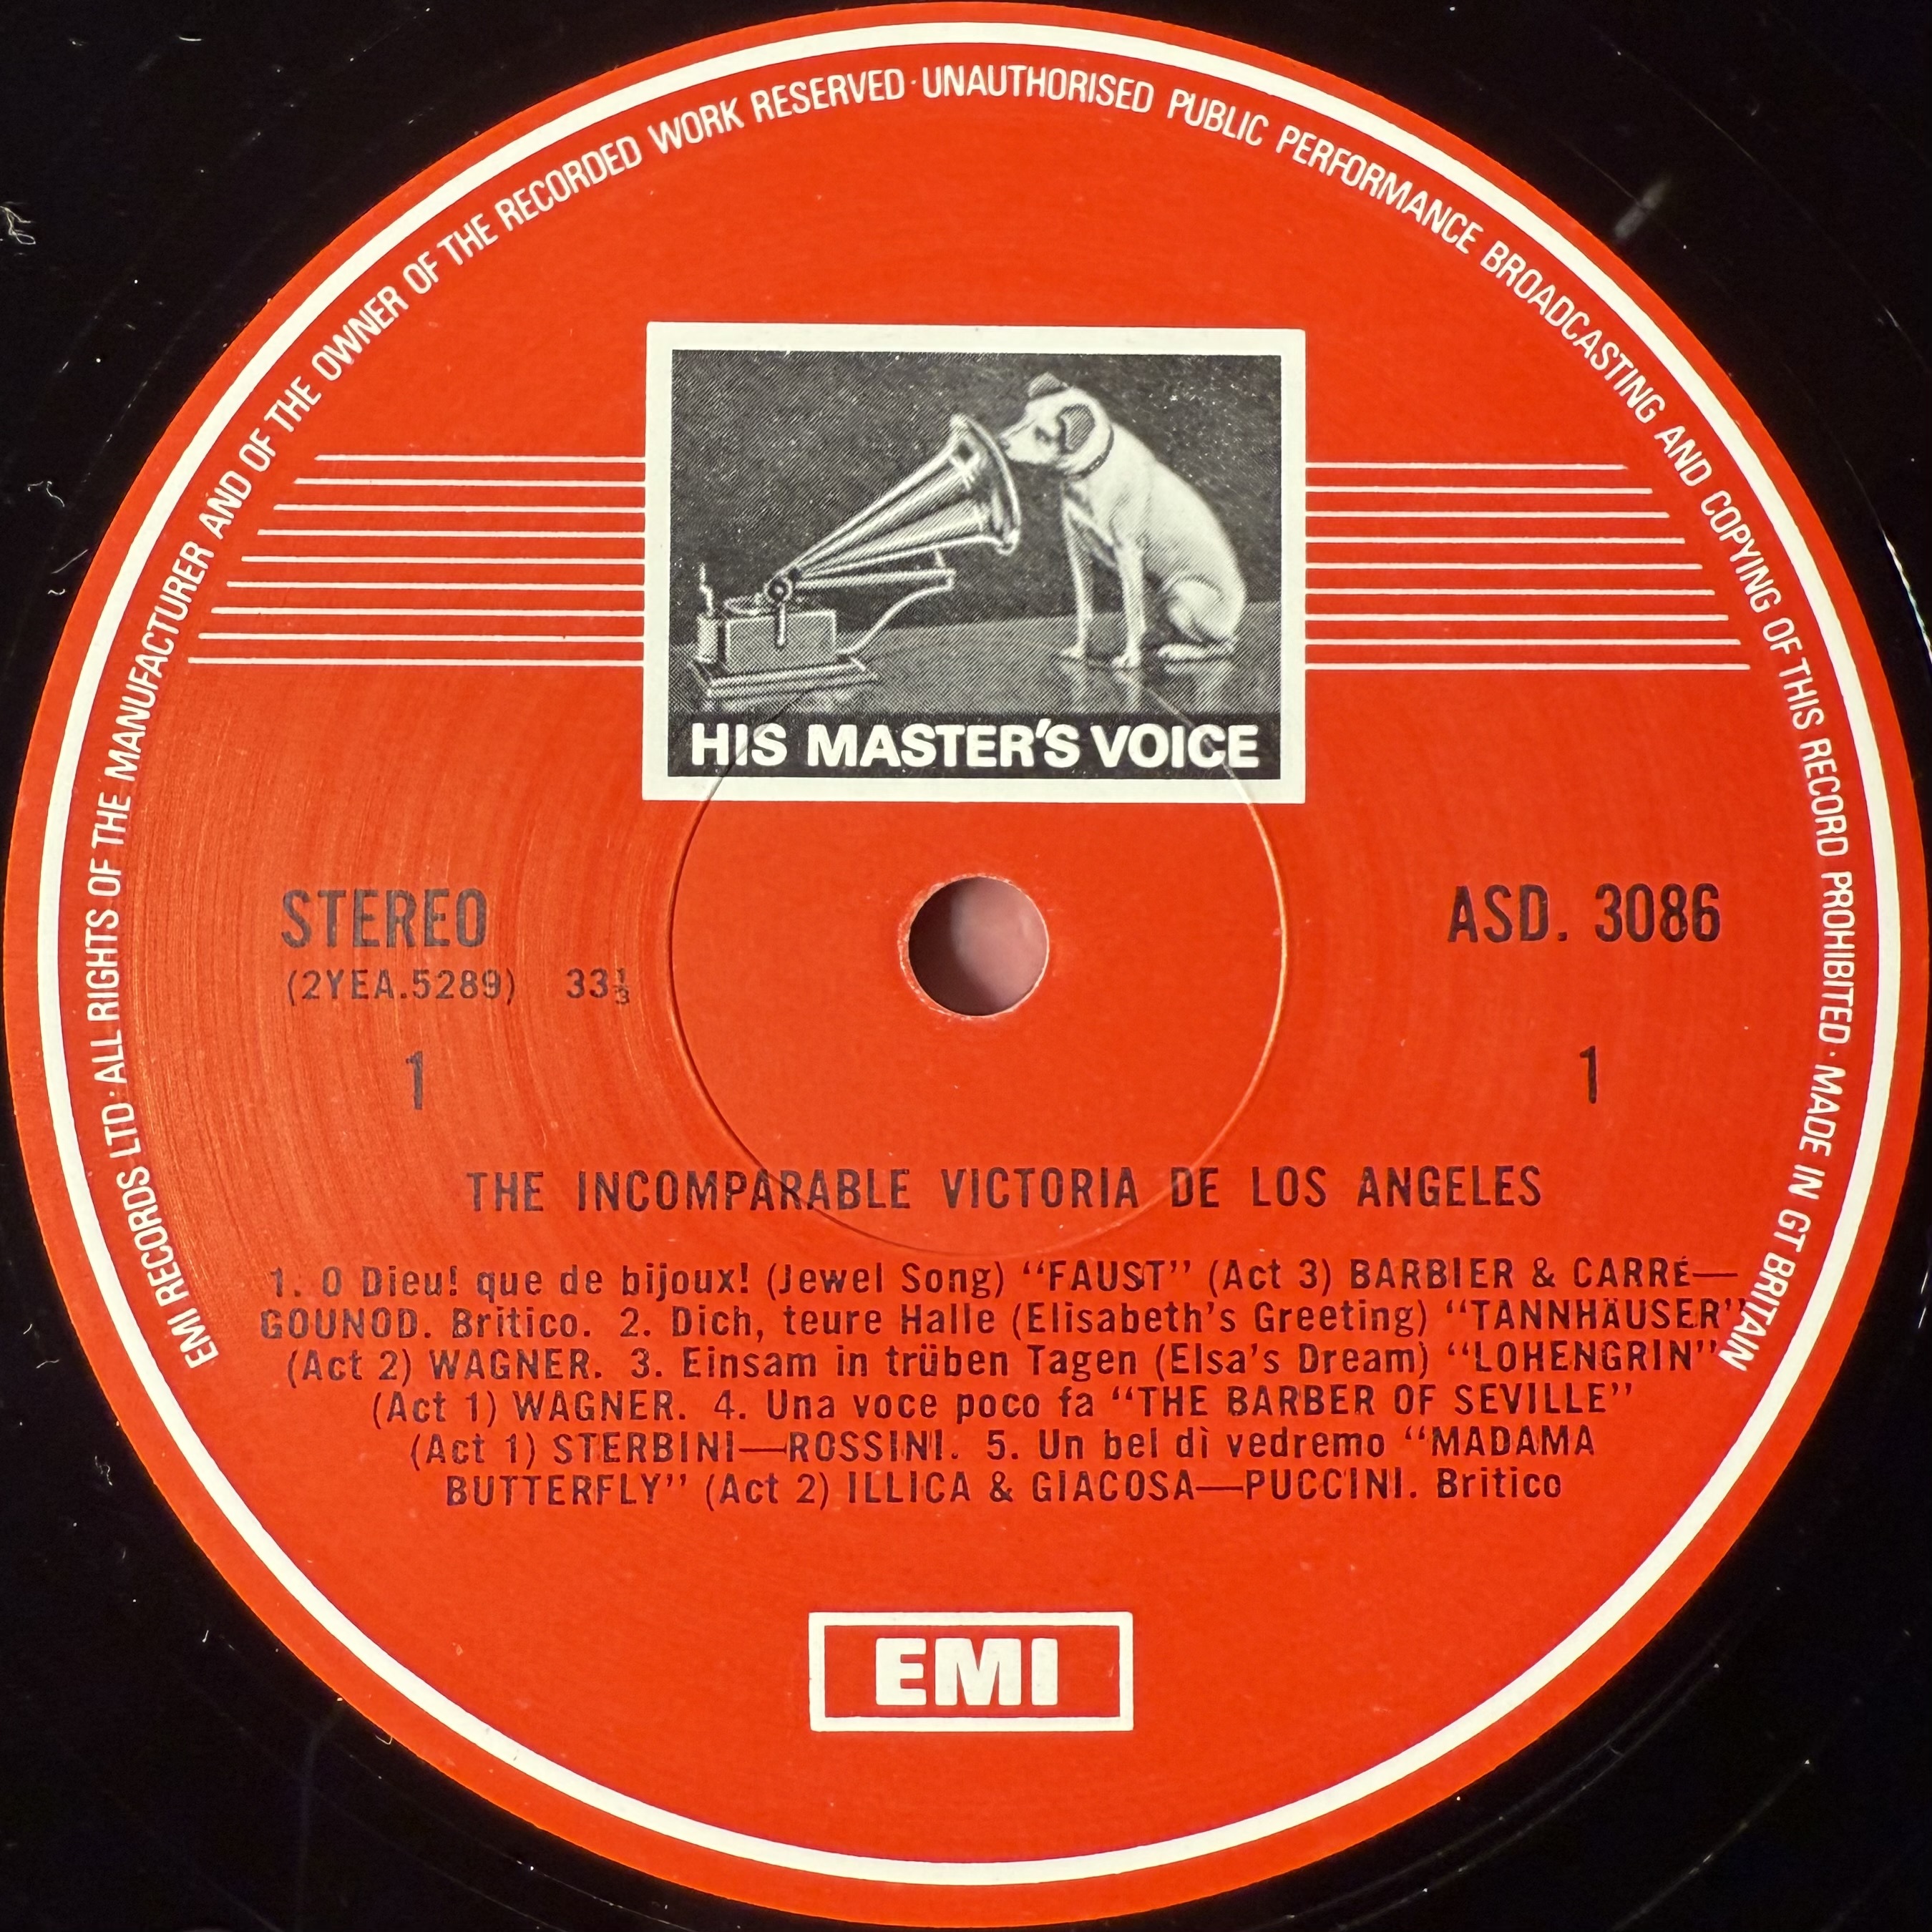 EMI RECORDS LTD · ALL RIGHTS OF THE MANUFACTURER AND OF THE OWNER OF THE RECORDED WORK RESERVED · UNAUTHORISED PUBLIC PERFORMANCE BROADCASTING AND COPYING OF THIS RECORD PROHIBITED · MADE IN GT BRITAIN
HIS MASTER'S VOICE
STEREO
ASD. 3086
(2YEA.5289) 33⅓
1
1
THE INCOMPARABLE VICTORIA DE LOS ANGELES
1. O Dieu! que de bijoux! (Jewel Song) “FAUST” (Act 3) BARBIER & CARRÉ—
GOUNOD. Britico. 2. Dich, teure Halle (Elisabeth's Greeting) “TANNHÄUSER”
(Act 2) WAGNER. 3. Einsam in trüben Tagen (Elsa's Dream) “LOHENGRIN”
(Act 1) WAGNER. 4. Una voce poco fa “THE BARBER OF SEVILLE”
(Act 1) STERBINI—ROSSINI. 5. Un bel dì vedremo “MADAMA
BUTTERFLY” (Act 2) ILLICA & GIACOSA—PUCCINI. Britico
EMI